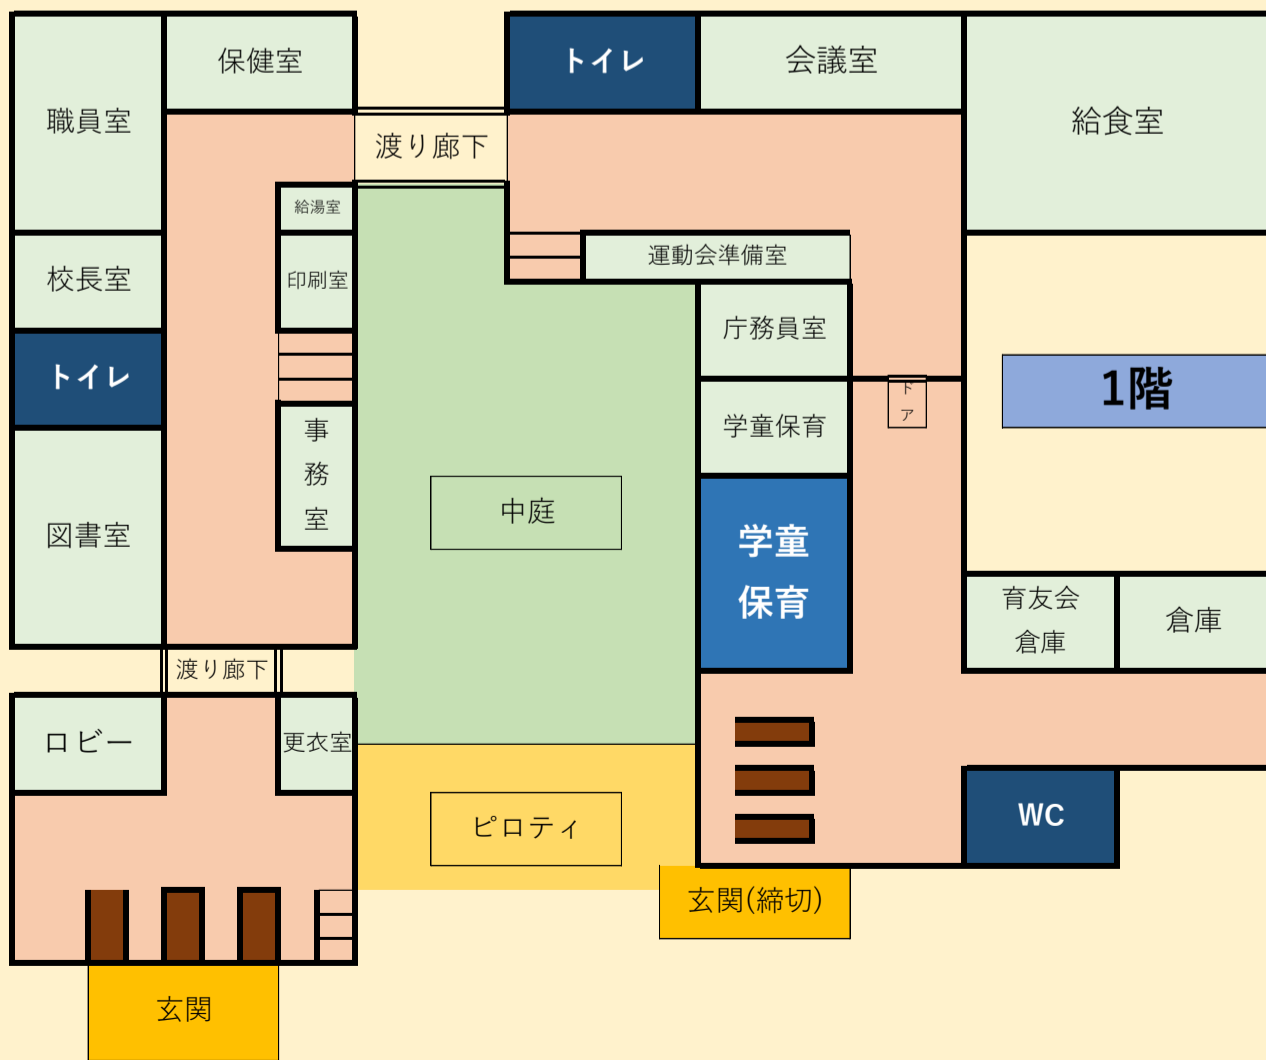 保健室
トイレ
会議室
職員室
給食室
渡り廊下
給湯室
運動会準備室
校長室
印刷室
庁務員室
トイレ
1階
ド
ア
学童保育
事
務
室
中庭
図書室
学童
保育
育友会
倉庫
倉庫
渡り廊下
ロビー
更衣室
ピロティ
WC
玄関(締切)
玄関